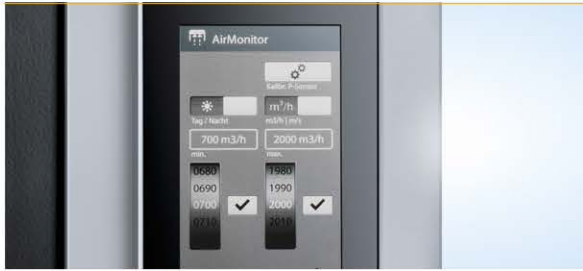 AirMonitor
Kalibr. P-Sensor
m³/h
Tag / Nacht
m3/h | m/s
700 m3/h
2000 m3/h
min.
max.
0680
1980
0690
1990
0700
2000
0710
2010